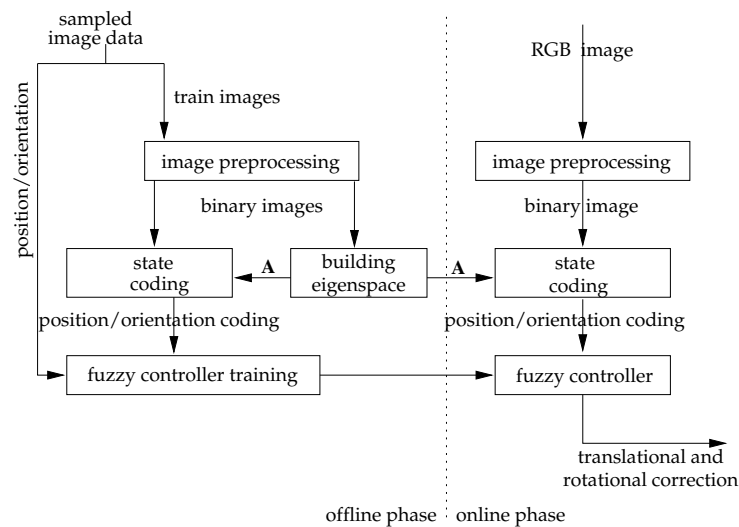 sampled
image data
RGB image
train images
position/orientation
image preprocessing
image preprocessing
binary images
binary image
state
coding
A
building
eigenspace
A
state
coding
position/orientation coding
position/orientation coding
fuzzy controller training
fuzzy controller
translational and
rotational correction
offline phase
online phase